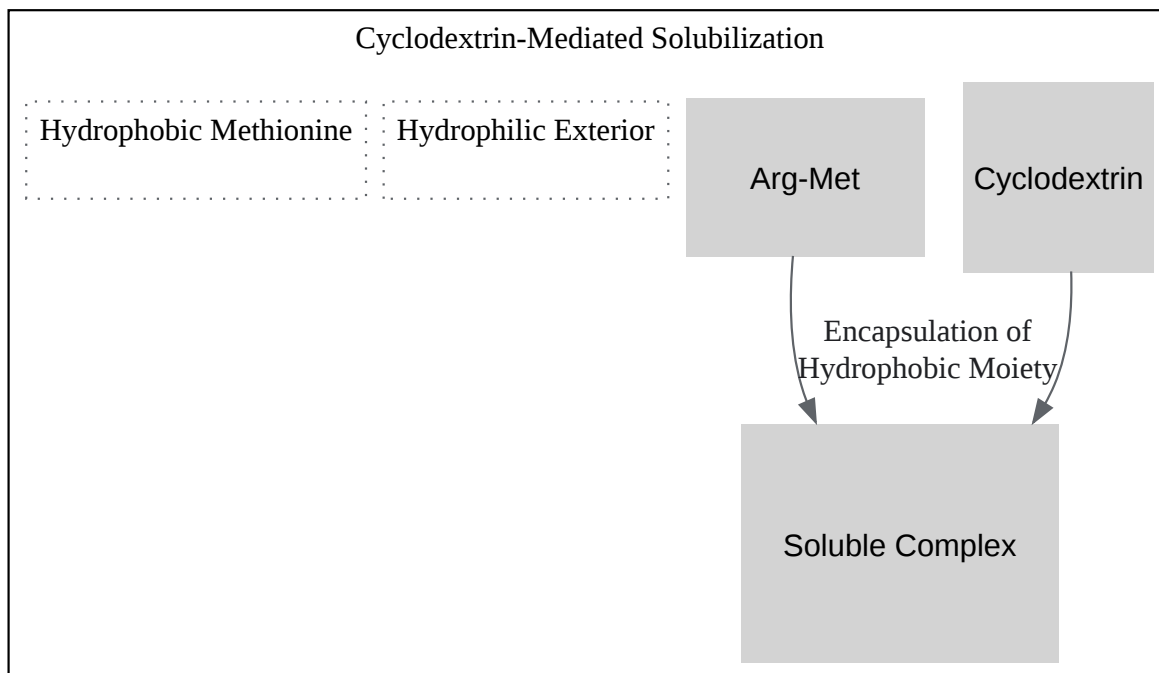 Cyclodextrin-Mediated Solubilization
Hydrophobic Methionine
Hydrophilic Exterior
Arg-Met
Cyclodextrin
Encapsulation of
Hydrophobic Moiety
Soluble Complex